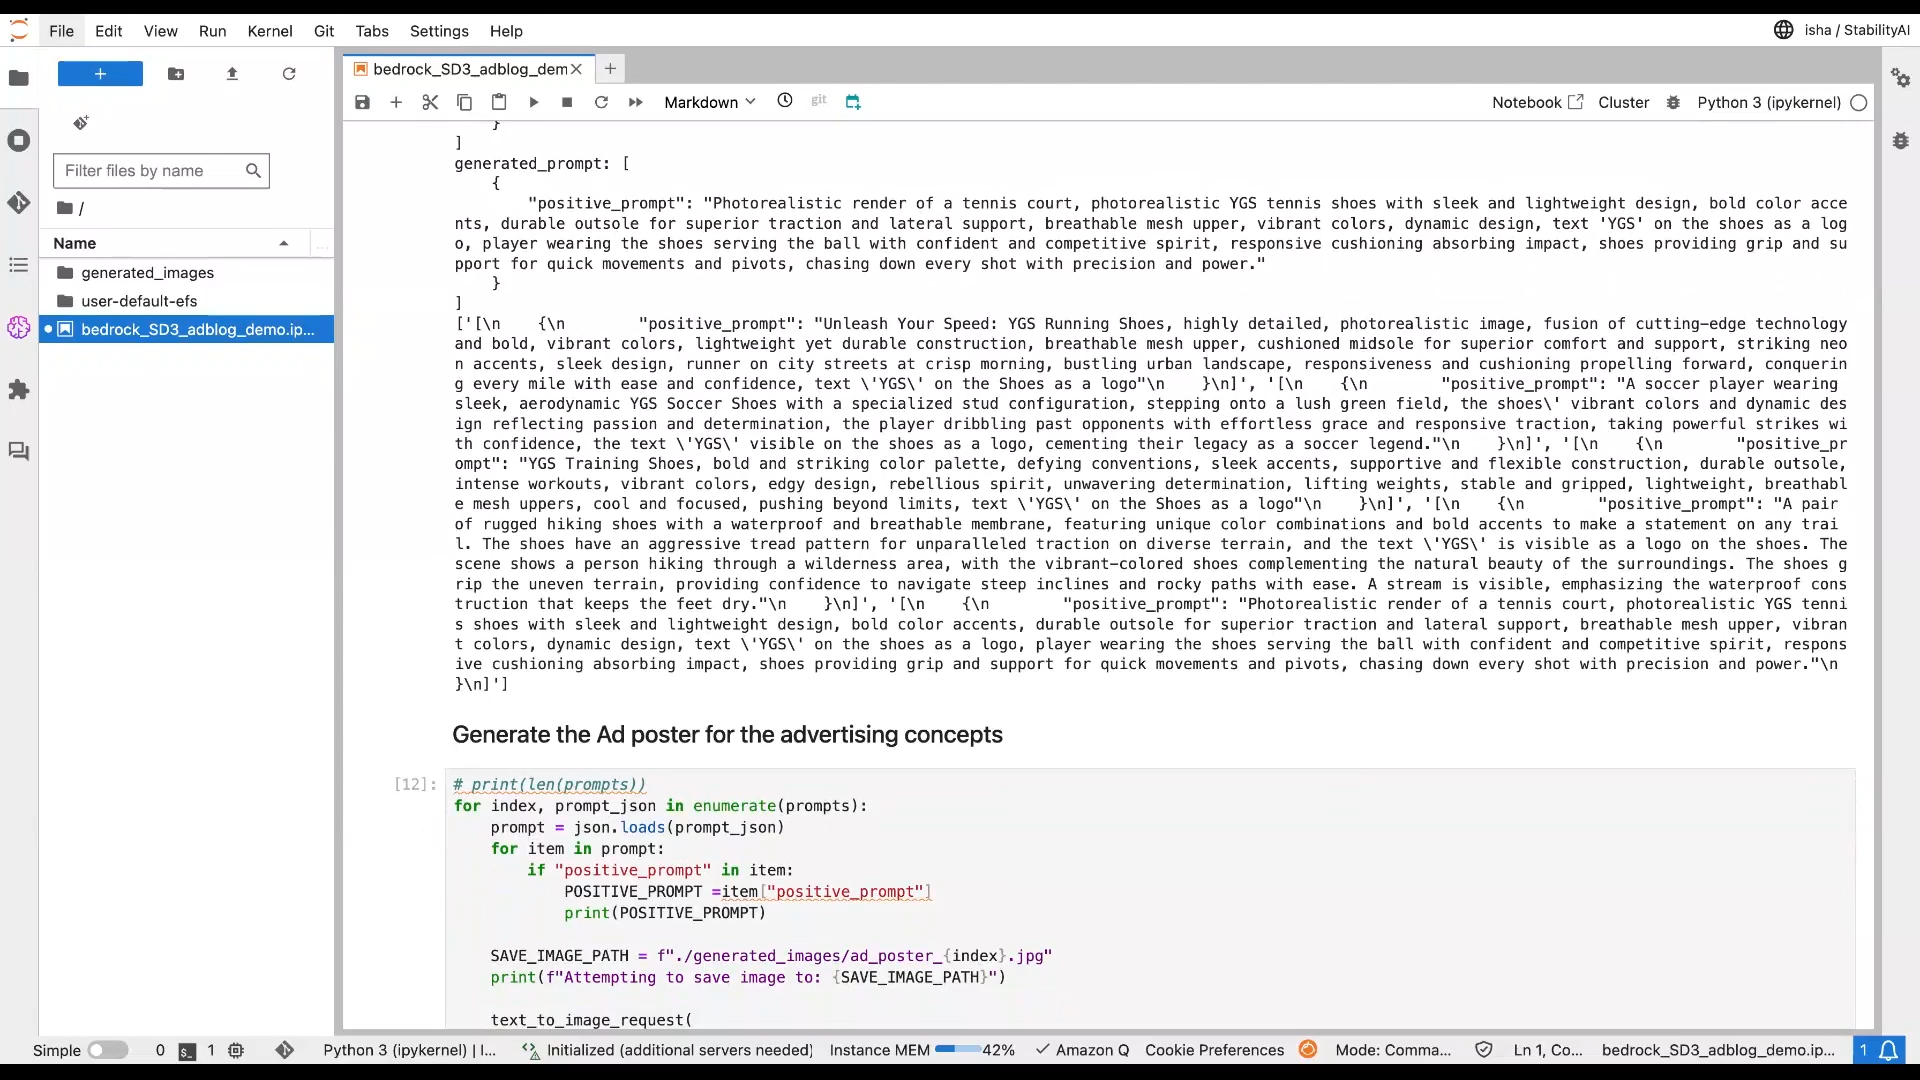 File Edit View Run Kernel Git Tabs Settings Help
isha / StabilityAI
bedrock_SD3_adblog_dem
Markdown
git
Notebook
Cluster
Python 3 (ipykernel)
Filter files by name
/
Name
...
generated_images
user-default-efs
bedrock_SD3_adblog_demo.ip...
}
]
generated_prompt: [
{
"positive_prompt": "Photorealistic render of a tennis court, photorealistic YGS tennis shoes with sleek and lightweight design, bold color acce
nts, durable outsole for superior traction and lateral support, breathable mesh upper, vibrant colors, dynamic design, text 'YGS' on the shoes as a log
o, player wearing the shoes serving the ball with confident and competitive spirit, responsive cushioning absorbing impact, shoes providing grip and su
pport for quick movements and pivots, chasing down every shot with precision and power."
}
]
['[\n    {\n        "positive_prompt": "Unleash Your Speed: YGS Running Shoes, highly detailed, photorealistic image, fusion of cutting-edge technology
and bold, vibrant colors, lightweight yet durable construction, breathable mesh upper, cushioned midsole for superior comfort and support, striking neo
n accents, sleek design, runner on city streets at crisp morning, bustling urban landscape, responsiveness and cushioning propelling forward, conquerin
g every mile with ease and confidence, text \'YGS\' on the Shoes as a logo"\n    }\n]', '[\n    {\n        "positive_prompt": "A soccer player wearing
sleek, aerodynamic YGS Soccer Shoes with a specialized stud configuration, stepping onto a lush green field, the shoes\' vibrant colors and dynamic des
ign reflecting passion and determination, the player dribbling past opponents with effortless grace and responsive traction, taking powerful strikes wi
th confidence, the text \'YGS\' visible on the shoes as a logo, cementing their legacy as a soccer legend."\n    }\n]', '[\n    {\n        "positive_pr
ompt": "YGS Training Shoes, bold and striking color palette, defying conventions, sleek accents, supportive and flexible construction, durable outsole,
intense workouts, vibrant colors, edgy design, rebellious spirit, unwavering determination, lifting weights, stable and gripped, lightweight, breathabl
e mesh uppers, cool and focused, pushing beyond limits, text \'YGS\' on the Shoes as a logo"\n    }\n]', '[\n    {\n        "positive_prompt": "A pair
of rugged hiking shoes with a waterproof and breathable membrane, featuring unique color combinations and bold accents to make a statement on any trai
l. The shoes have an aggressive tread pattern for unparalleled traction on diverse terrain, and the text \'YGS\' is visible as a logo on the shoes. The
scene shows a person hiking through a wilderness area, with the vibrant-colored shoes complementing the natural beauty of the surroundings. The shoes g
rip the uneven terrain, providing confidence to navigate steep inclines and rocky paths with ease. A stream is visible, emphasizing the waterproof cons
truction that keeps the feet dry."\n    }\n]', '[\n    {\n        "positive_prompt": "Photorealistic render of a tennis court, photorealistic YGS tenni
s shoes with sleek and lightweight design, bold color accents, durable outsole for superior traction and lateral support, breathable mesh upper, vibran
t colors, dynamic design, text \'YGS\' on the shoes as a logo, player wearing the shoes serving the ball with confident and competitive spirit, respons
ive cushioning absorbing impact, shoes providing grip and support for quick movements and pivots, chasing down every shot with precision and power."\n
}\n]']
Generate the Ad poster for the advertising concepts
[12]:
# print(len(prompts))
for index, prompt_json in enumerate(prompts):
prompt = json.loads(prompt_json)
for item in prompt:
if "positive_prompt" in item:
POSITIVE_PROMPT =item["positive_prompt"]
print(POSITIVE_PROMPT)
SAVE_IMAGE_PATH = f"./generated_images/ad_poster_{index}.jpg"
print(f"Attempting to save image to: {SAVE_IMAGE_PATH}")
text_to_image_request(
Simple 0 $_ 1 Python 3 (ipykernel) | I... Initialized (additional servers needed) Instance MEM 42% Amazon Q Cookie Preferences Mode: Comma... Ln 1, Co... bedrock_SD3_adblog_demo.ip... 1